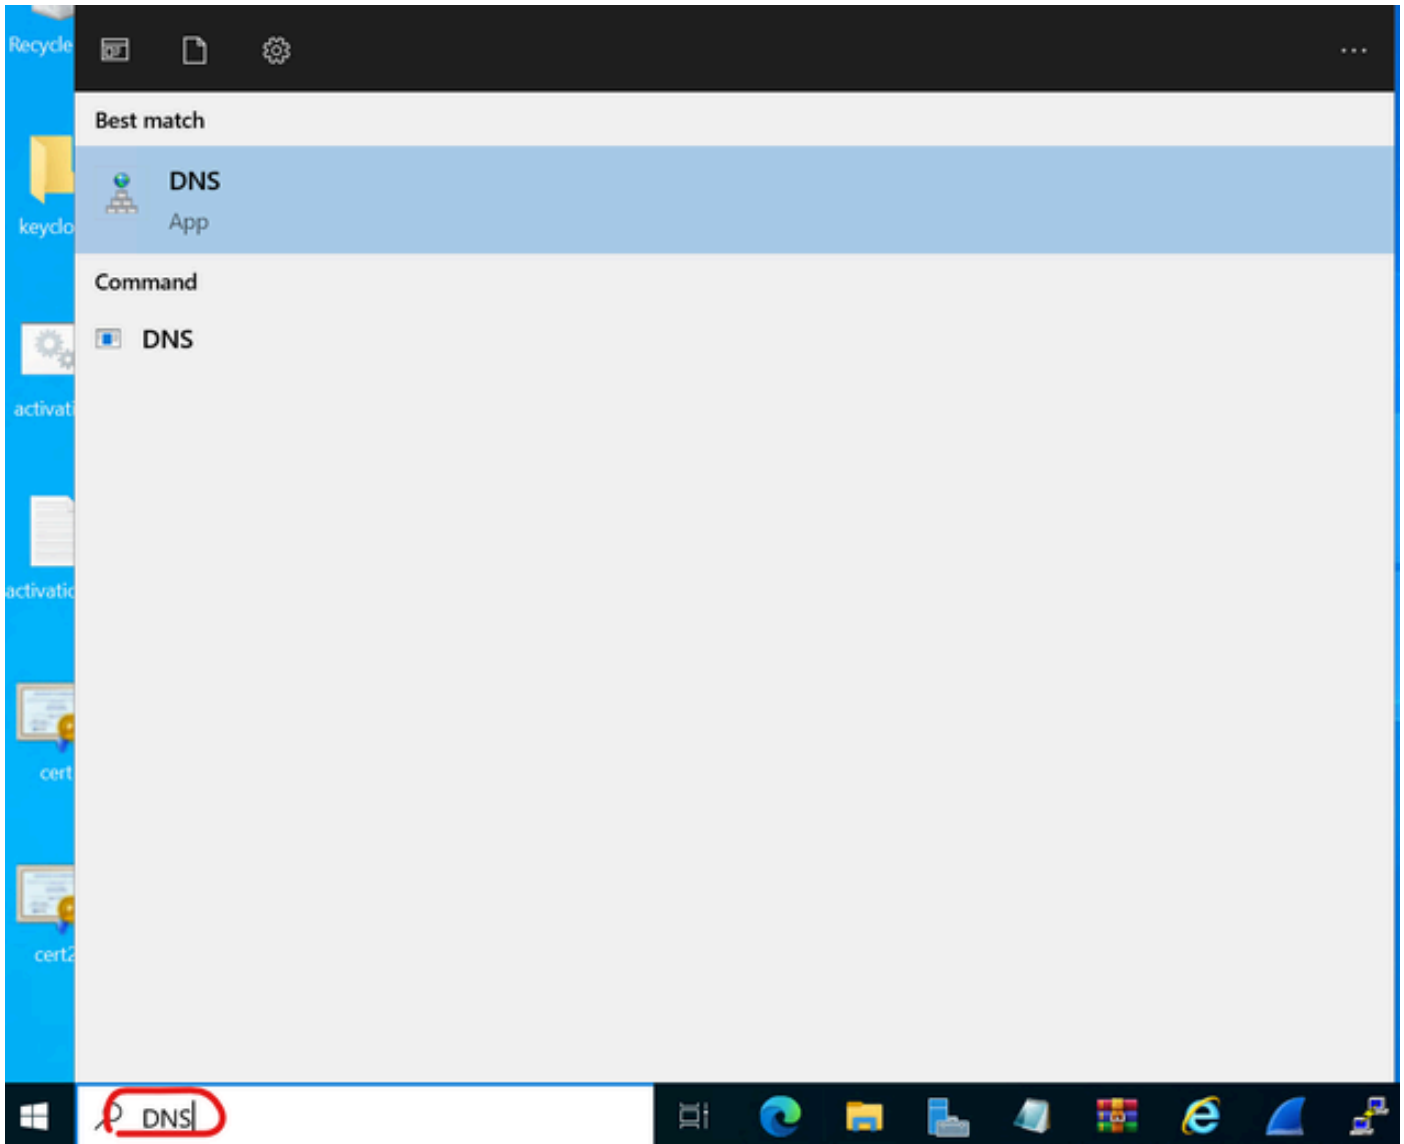 Recycle
keyclo
activati
activatio
cert
cert2
Best match
DNS
App
Command
DNS
DNS